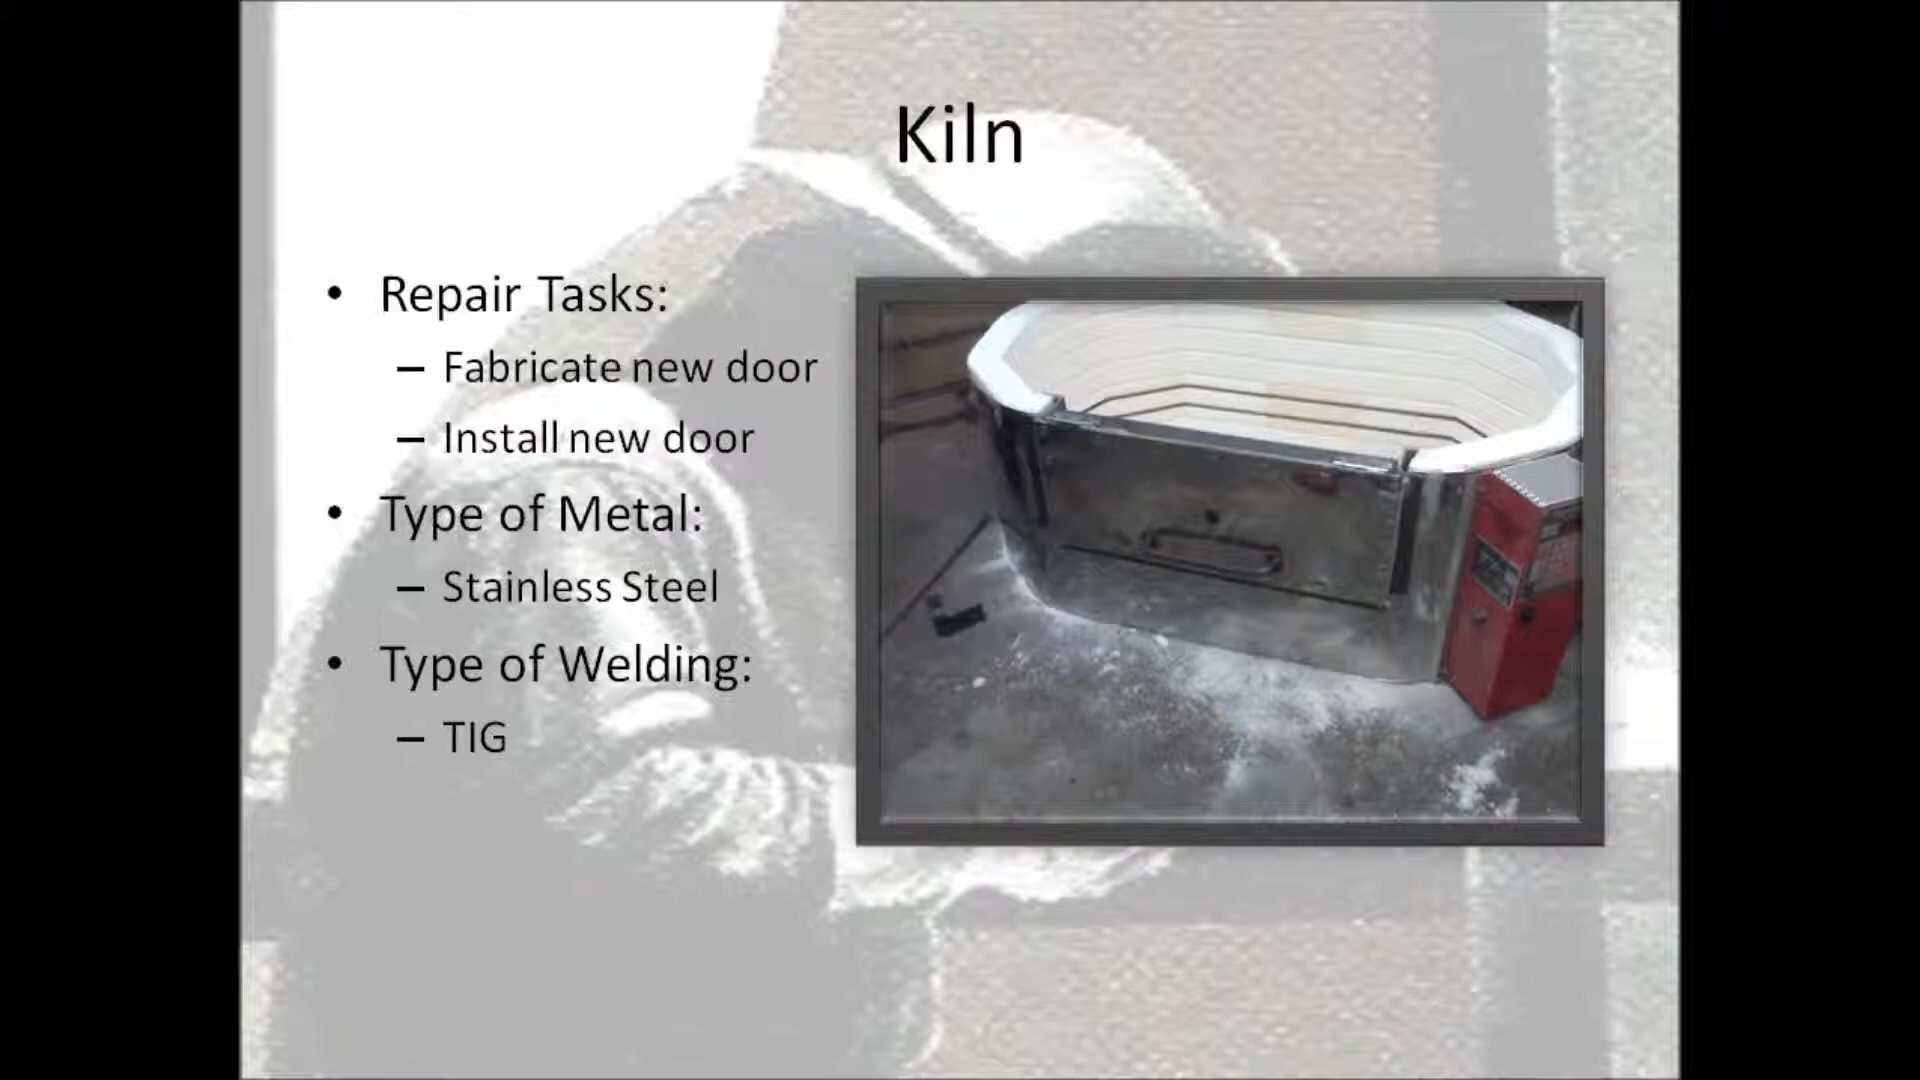 Kiln
• Repair Tasks:
– Fabricate new door
– Install new door
• Type of Metal:
– Stainless Steel
• Type of Welding:
– TIG